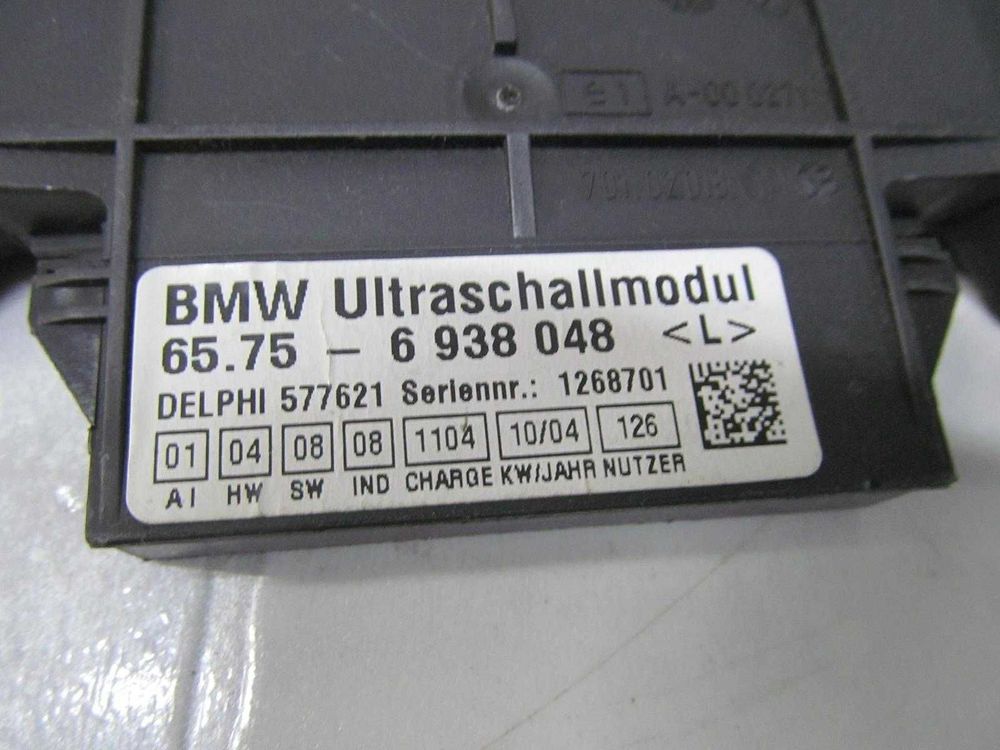 BMW Ultraschallmodul
65.75 – 6 938 048 <L>
DELPHI 577621 Seriennr.: 1268701
01 04 08 08 1104 10/04 126
AI HW SW IND CHARGE KW/JAHR NUTZER